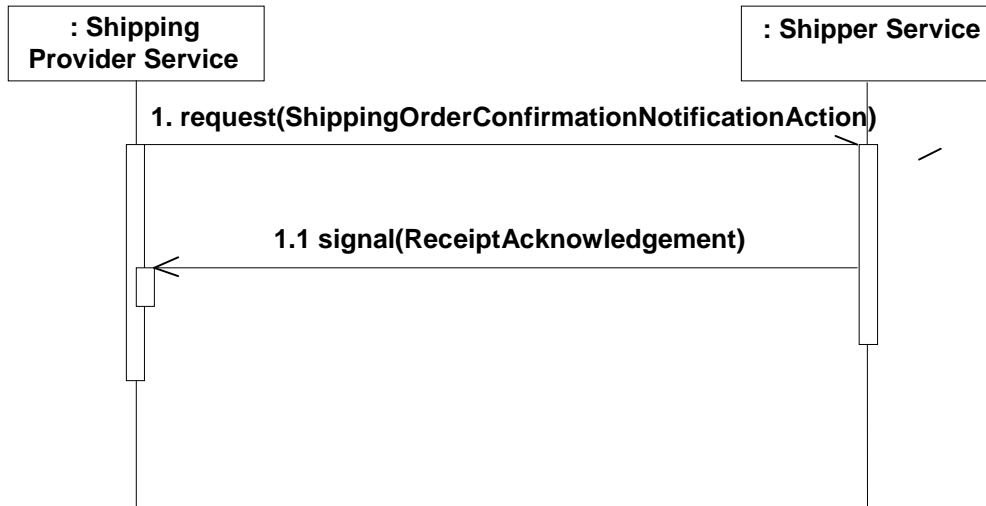 : Shipping
Provider Service
: Shipper Service
1. request(ShippingOrderConfirmationNotificationAction)
1.1 signal(ReceiptAcknowledgement)